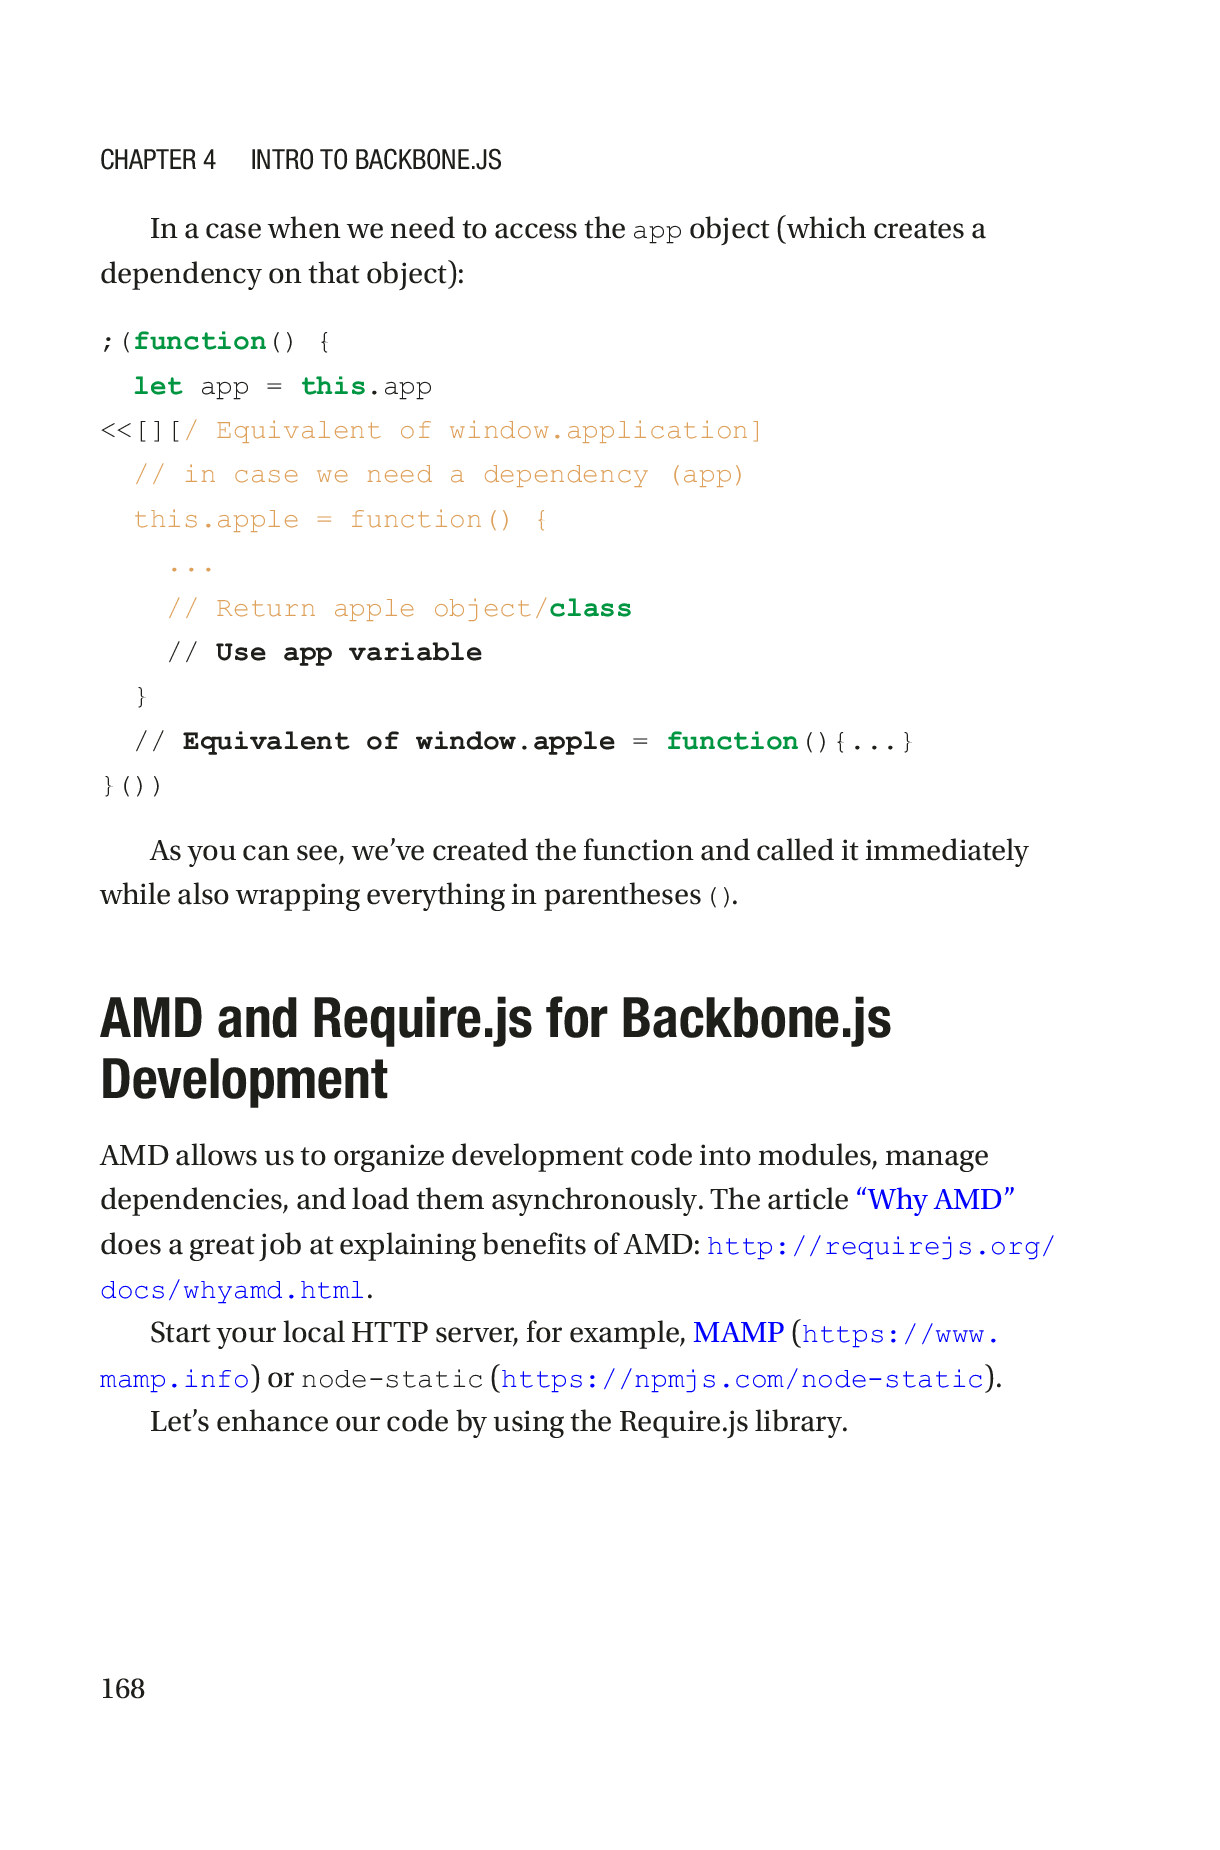 CHAPTER 4 INTRO TO BACKBONE.JS
In a case when we need to access the app object (which creates a
dependency on that object):
;(function() {
  let app = this.app
<<[][/ Equivalent of window.application]
  // in case we need a dependency (app)
  this.apple = function() {
    ...
    // Return apple object/class
    // Use app variable
  }
  // Equivalent of window.apple = function(){...}
}())
As you can see, we’ve created the function and called it immediately
while also wrapping everything in parentheses ().
AMD and Require.js for Backbone.js
Development
AMD allows us to organize development code into modules, manage
dependencies, and load them asynchronously. The article “Why AMD”
does a great job at explaining benefits of AMD: http://requirejs.org/
docs/whyamd.html.
Start your local HTTP server, for example, MAMP (https://www.
mamp.info) or node-static (https://npmjs.com/node-static).
Let’s enhance our code by using the Require.js library.
168